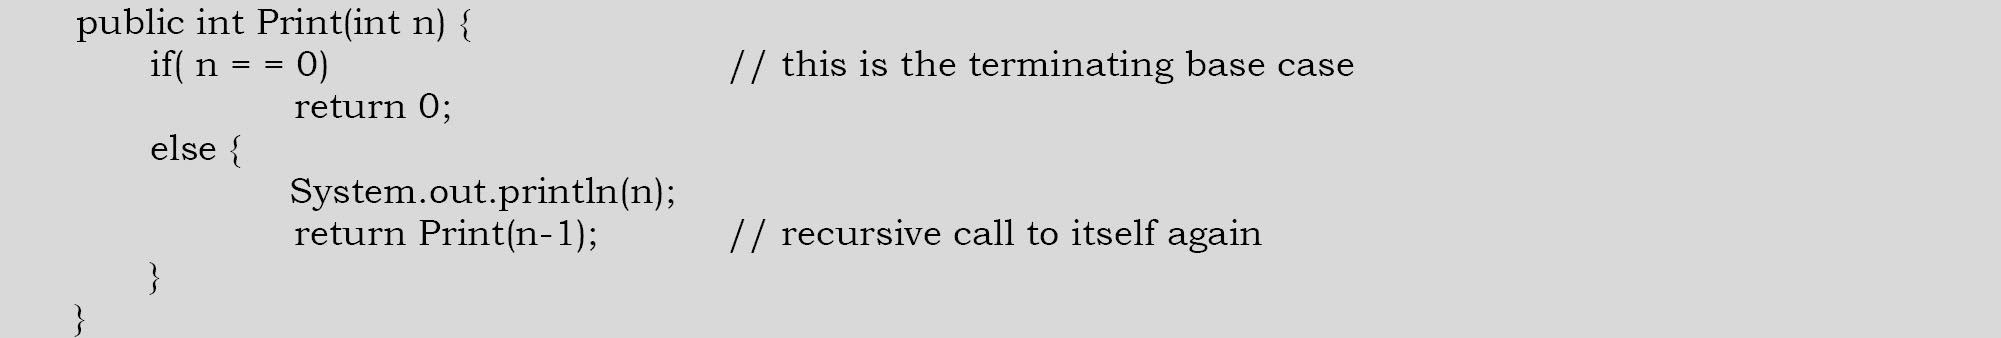 public int Print(int n) {
if( n = = 0) // this is the terminating base case
return 0;
else {
System.out.println(n);
return Print(n-1); // recursive call to itself again
}
}